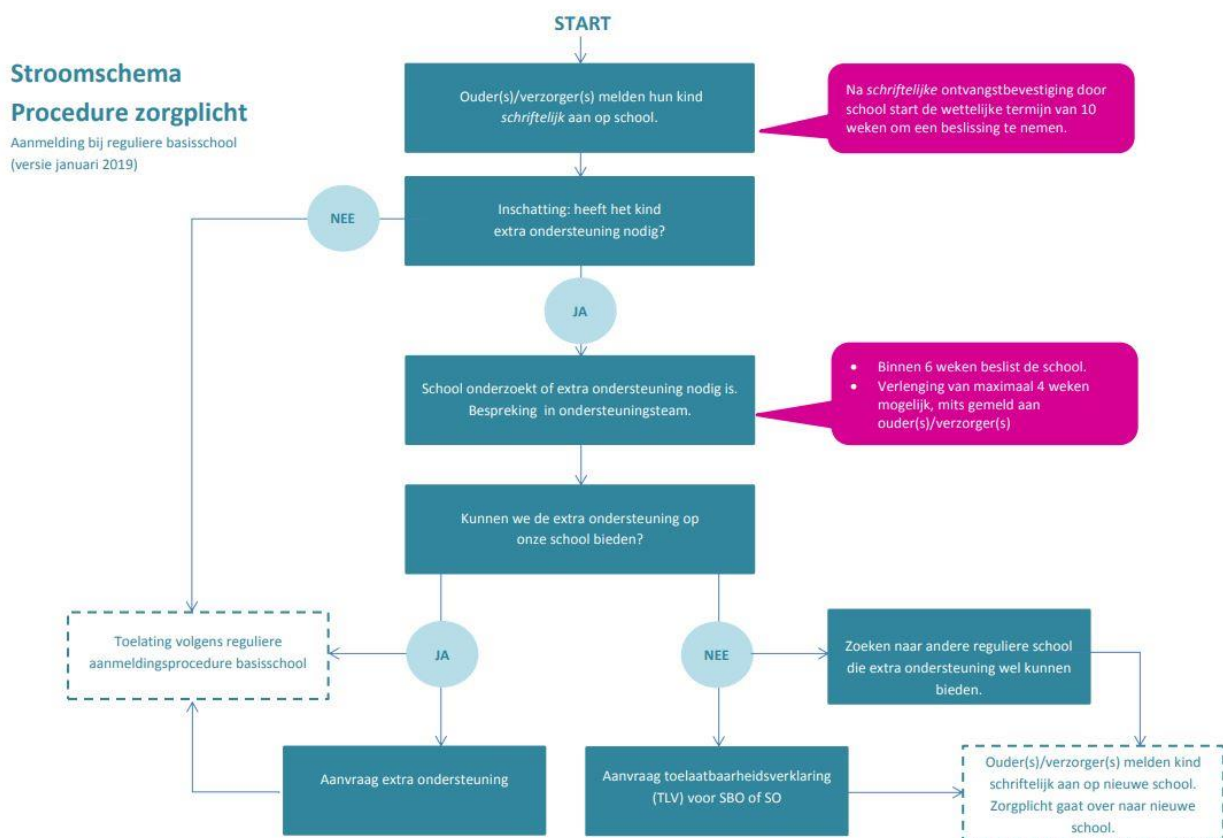 START
Stroomschema
Procedure zorgplicht
Aanmelding bij reguliere basisschool
(versie januari 2019)
Ouder(s)/verzorger(s) melden hun kind
schriftelijk aan op school.
Na schriftelijke ontvangstbevestiging door
school start de wettelijke termijn van 10
weken om een beslissing te nemen.
NEE
Inschatting: heeft het kind
extra ondersteuning nodig?
JA
School onderzoekt of extra ondersteuning nodig is.
Bespreking in ondersteuningsteam.
• Binnen 6 weken beslist de school.
• Verlenging van maximaal 4 weken
mogelijk, mits gemeld aan
ouder(s)/verzorger(s)
Kunnen we de extra ondersteuning op
onze school bieden?
Toelating volgens reguliere
aanmeldingsprocedure basisschool
JA
NEE
Zoeken naar andere reguliere school
die extra ondersteuning wel kunnen
bieden.
Aanvraag extra ondersteuning
Aanvraag toelaatbaarheidsverklaring
(TLV) voor SBO of SO
Ouder(s)/verzorger(s) melden kind
schriftelijk aan op nieuwe school.
Zorgplicht gaat over naar nieuwe
school.